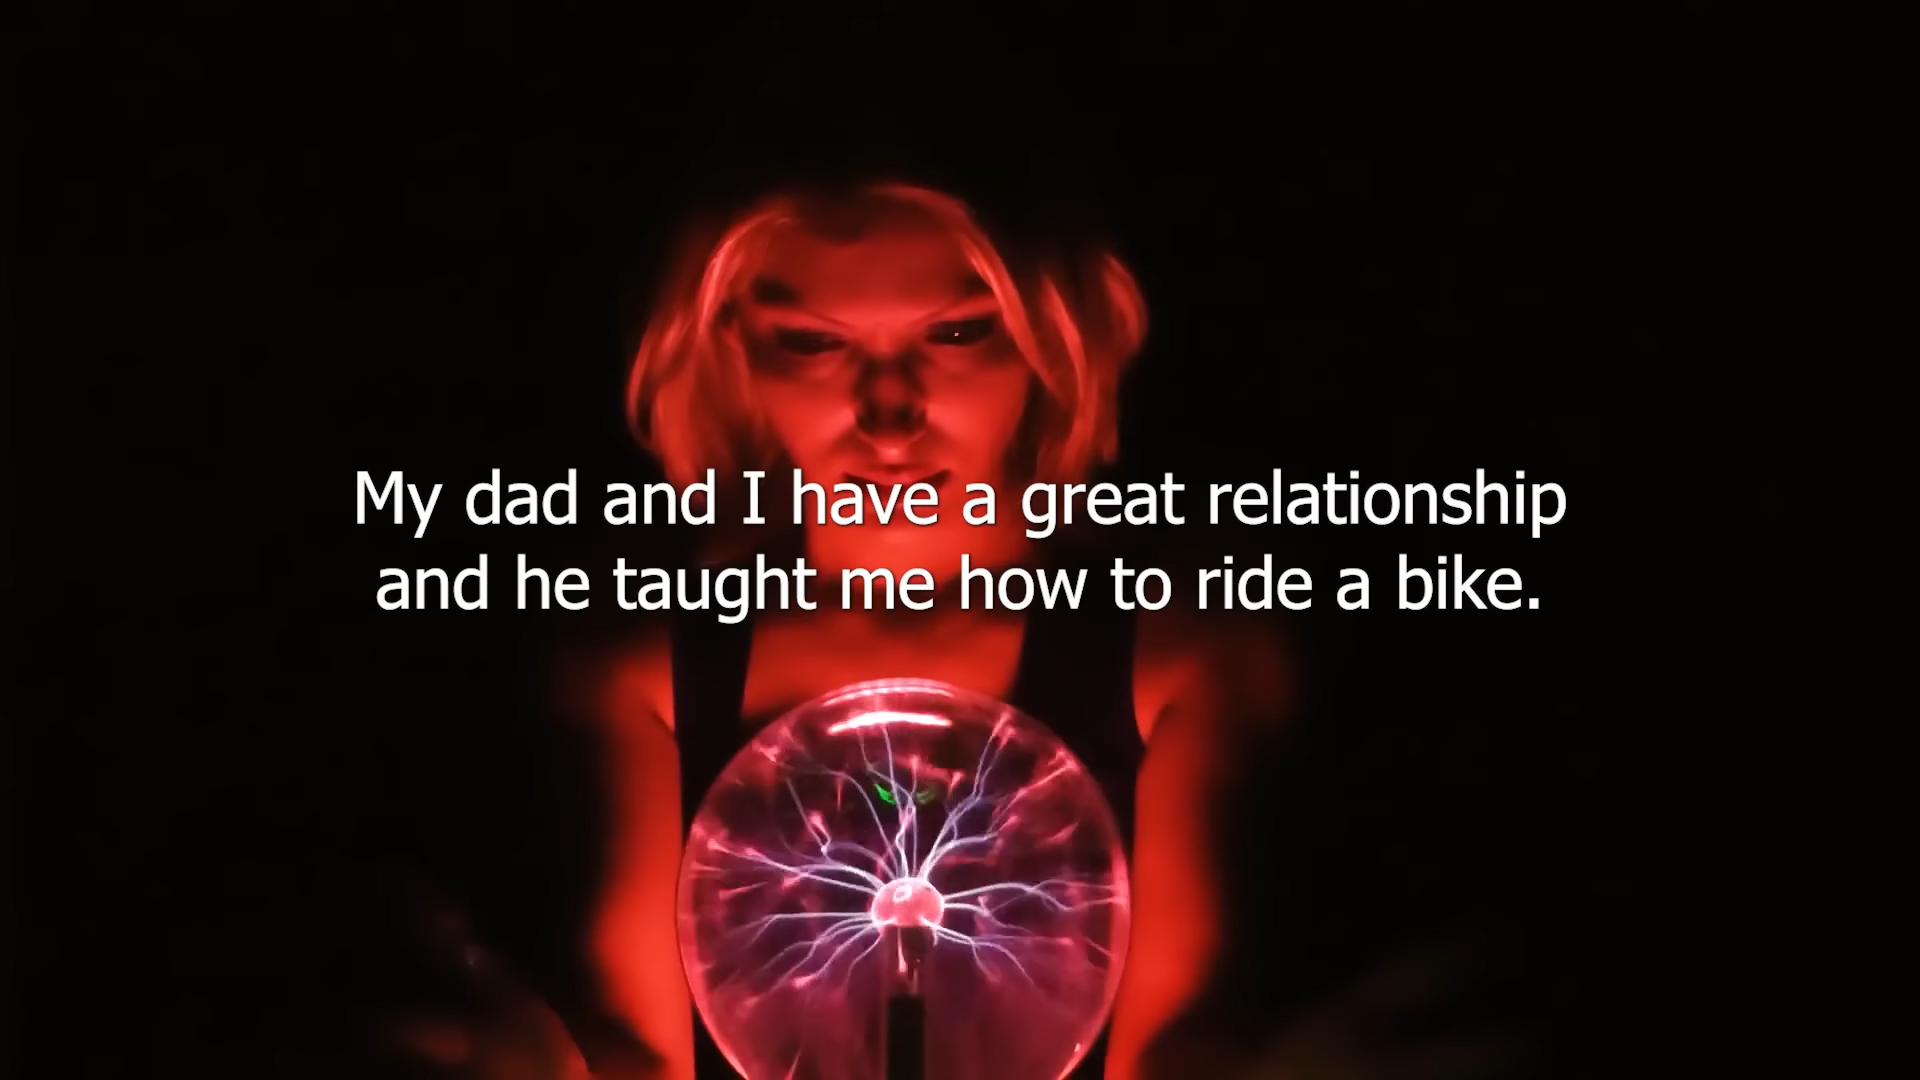 My dad and I have a great relationship
and he taught me how to ride a bike.